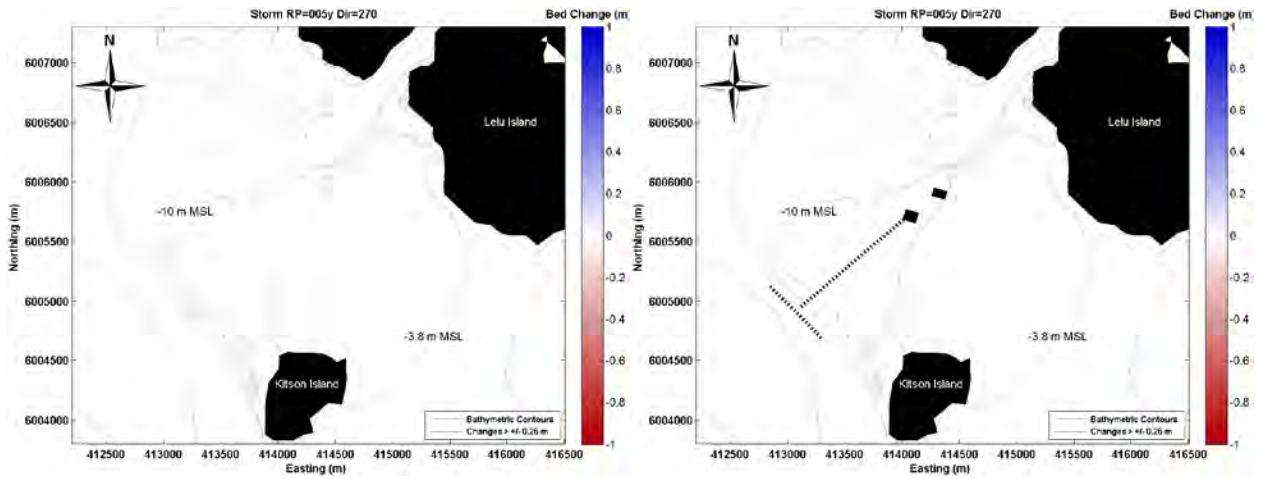 Storm RP=005y Dir=270
Bed Change (m)
N
1
0.8
0.6
0.4
0.2
0
-0.2
-0.4
-0.6
-0.8
-1
6007000
6006500
6006000
6005500
6005000
6004500
6004000
Northing (m)
Lelu Island
-10 m MSL
-3.8 m MSL
Kitson Island
Bathymetric Contours
Changes > +/- 0.25 m
412500 413000 413500 414000 414500 415000 415500 416000 416500
Easting (m)
Storm RP=005y Dir=270
Bed Change (m
N
1
0.8
0.6
0.4
0.2
0
-0.2
-0.4
-0.6
-0.8
-1
6007000
6006500
6006000
6005500
6005000
6004500
6004000
Northing (m)
Lelu Island
-10 m MSL
-3.8 m MSL
Kitson Island
Bathymetric Contours
Changes > +/- 0.25 m
412500 413000 413500 414000 414500 415000 415500 416000 416500
Easting (m)